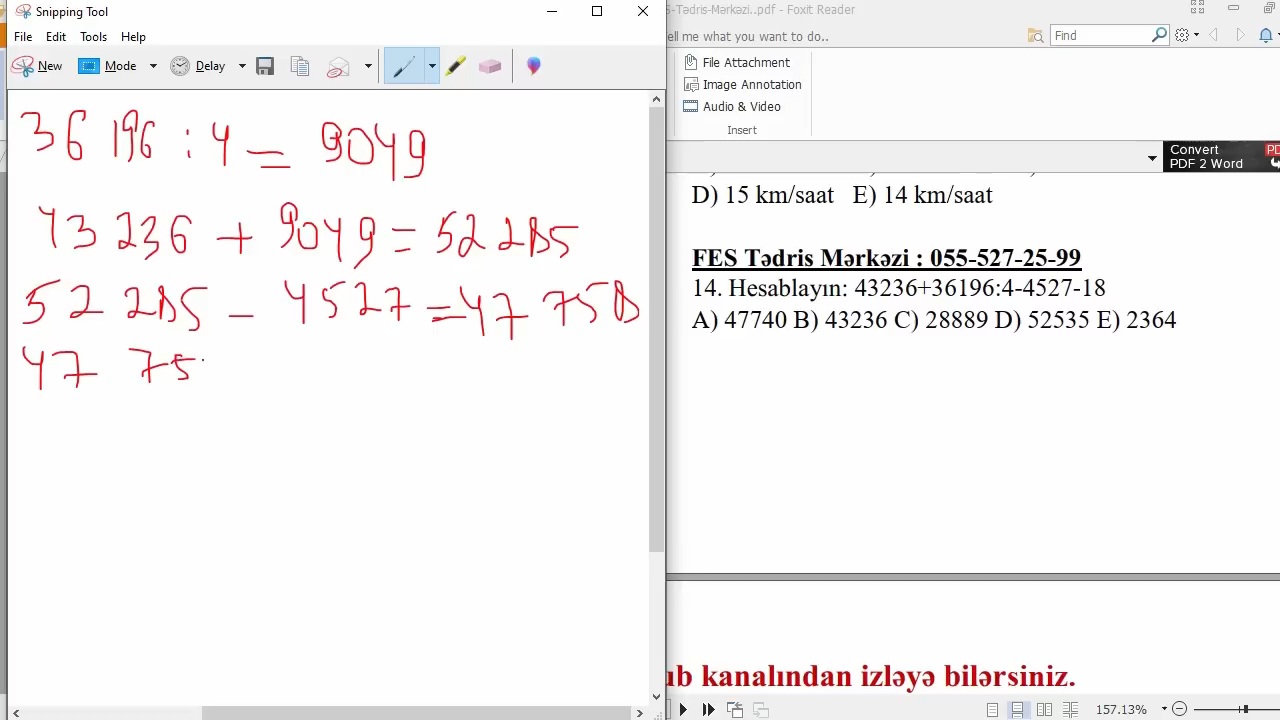 Snipping Tool
File Edit Tools Help
New Mode Delay
36 196 : 4 = 9049
43 236 + 9049 = 52 285
52 285 - 4527 = 47 758
47 75
5-Tədris-Mərkəzi..pdf - Foxit Reader
ell me what you want to do..
Find
File Attachment
Image Annotation
Audio & Video
Insert
Convert
PDF 2 Word
D) 15 km/saat E) 14 km/saat
FES Tədris Mərkəzi : 055-527-25-99
14. Hesablayın: 43236+36196:4-4527-18
A) 47740 B) 43236 C) 28889 D) 52535 E) 2364
ub kanalından izləyə bilərsiniz.
157.13%